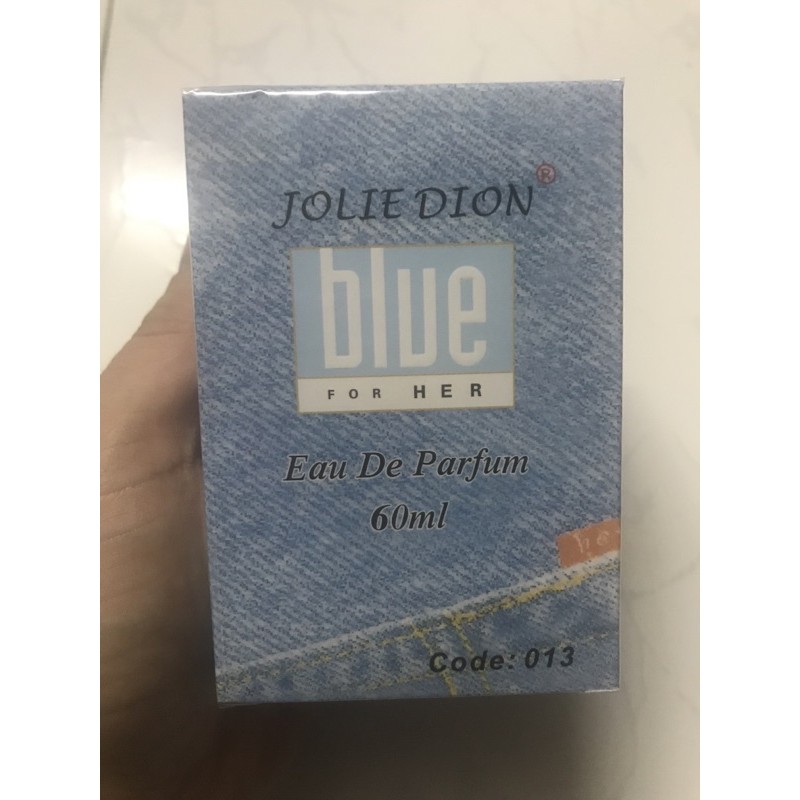 JOLIE DION®
blue
FOR HER
Eau De Parfum
60ml
Code: 013